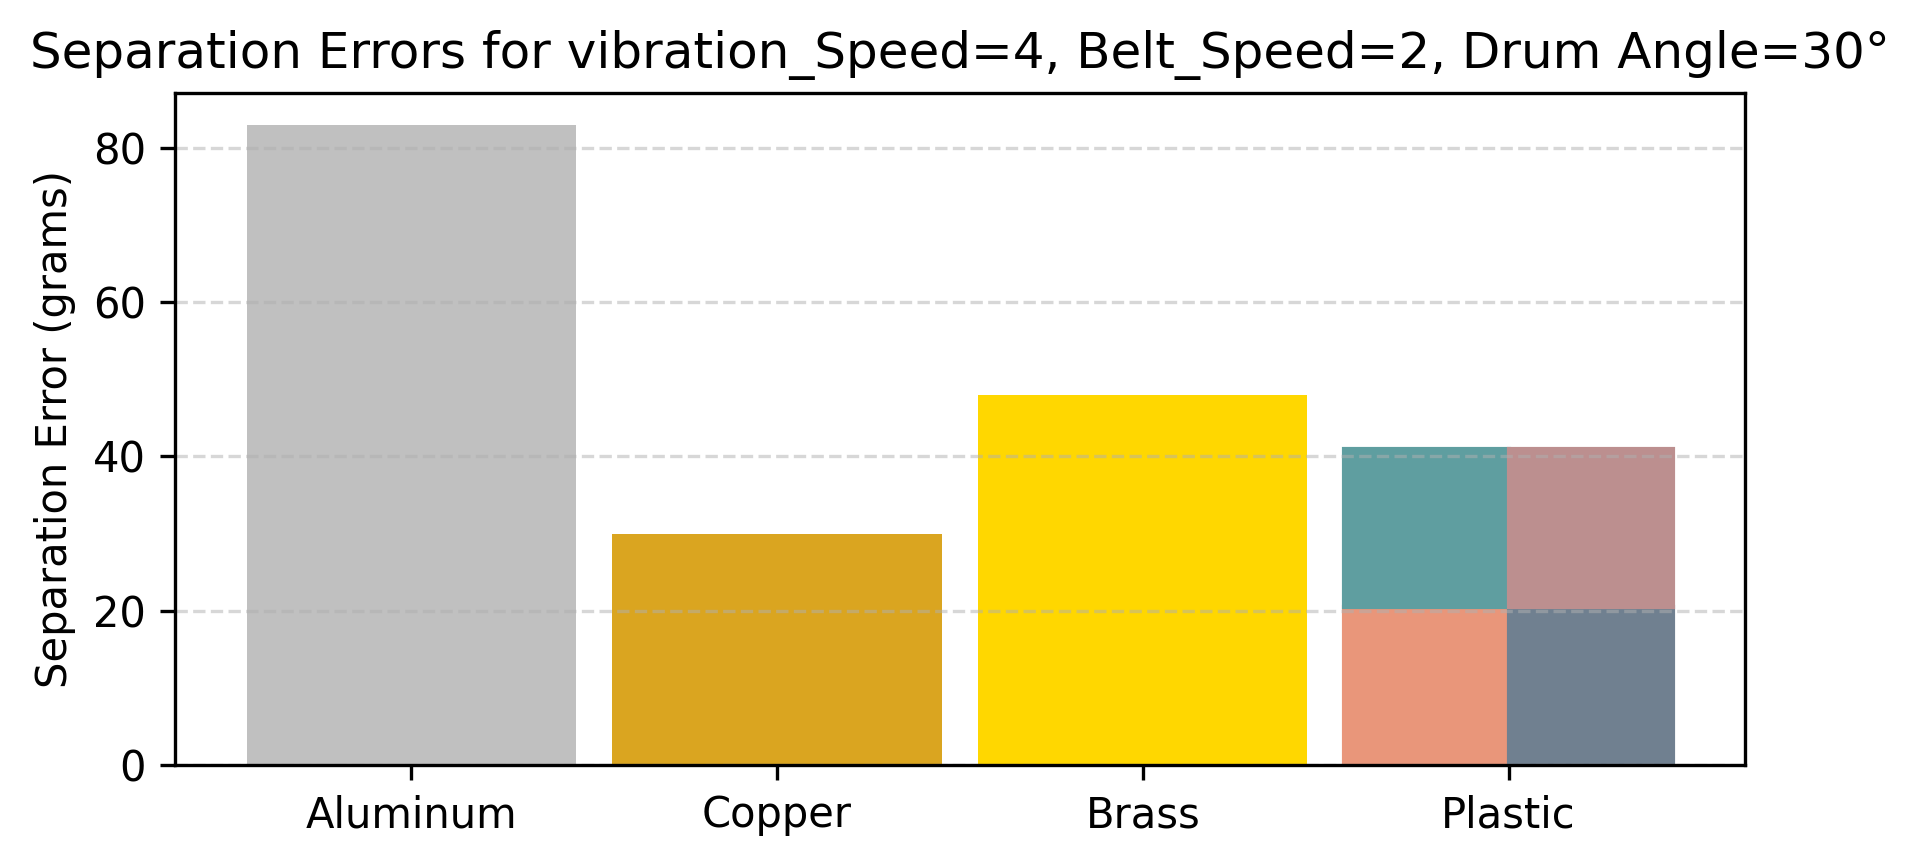 Separation Errors for vibration_Speed=4, Belt_Speed=2, Drum Angle=30°
Separation Error (grams)
80
60
40
20
0
Aluminum Copper Brass Plastic